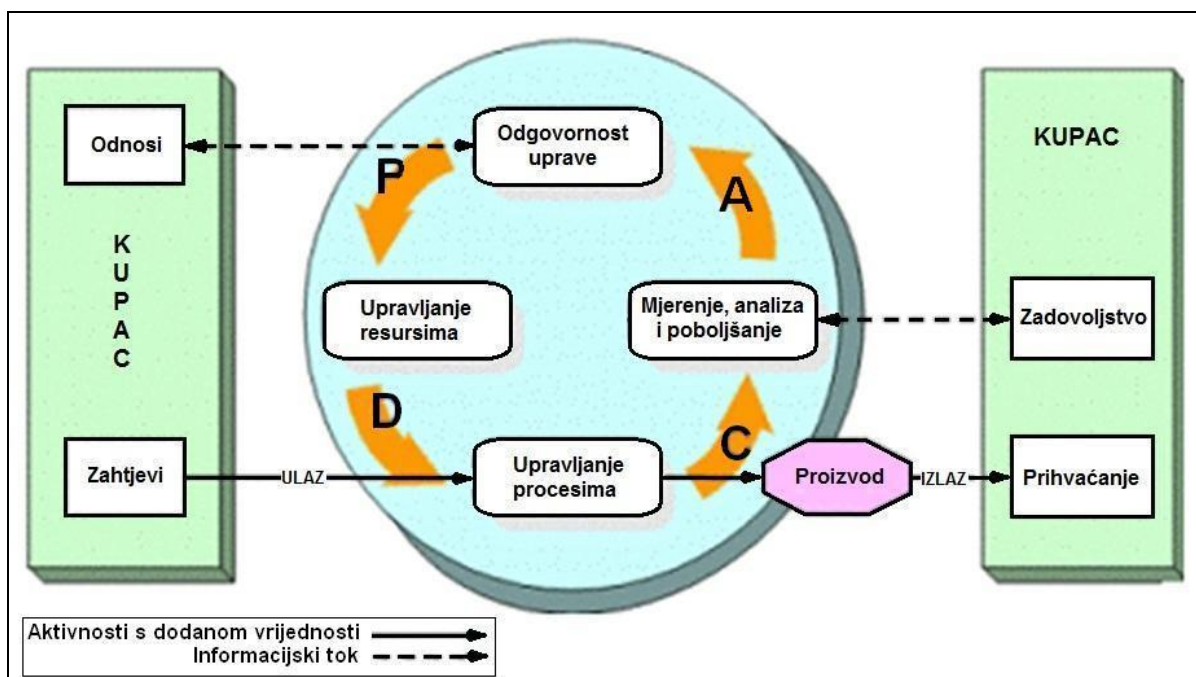 Odnosi
K
U
P
A
C
Zahtjevi
ULAZ
Odgovornost
uprave
P
Upravljanje
resursima
D
Upravljanje
procesima
C
Mjerenje, analiza
i poboljšanje
A
Proizvod
IZLAZ
KUPAC
Zadovoljstvo
Prihvaćanje
Aktivnosti s dodanom vrijednosti
Informacijski tok